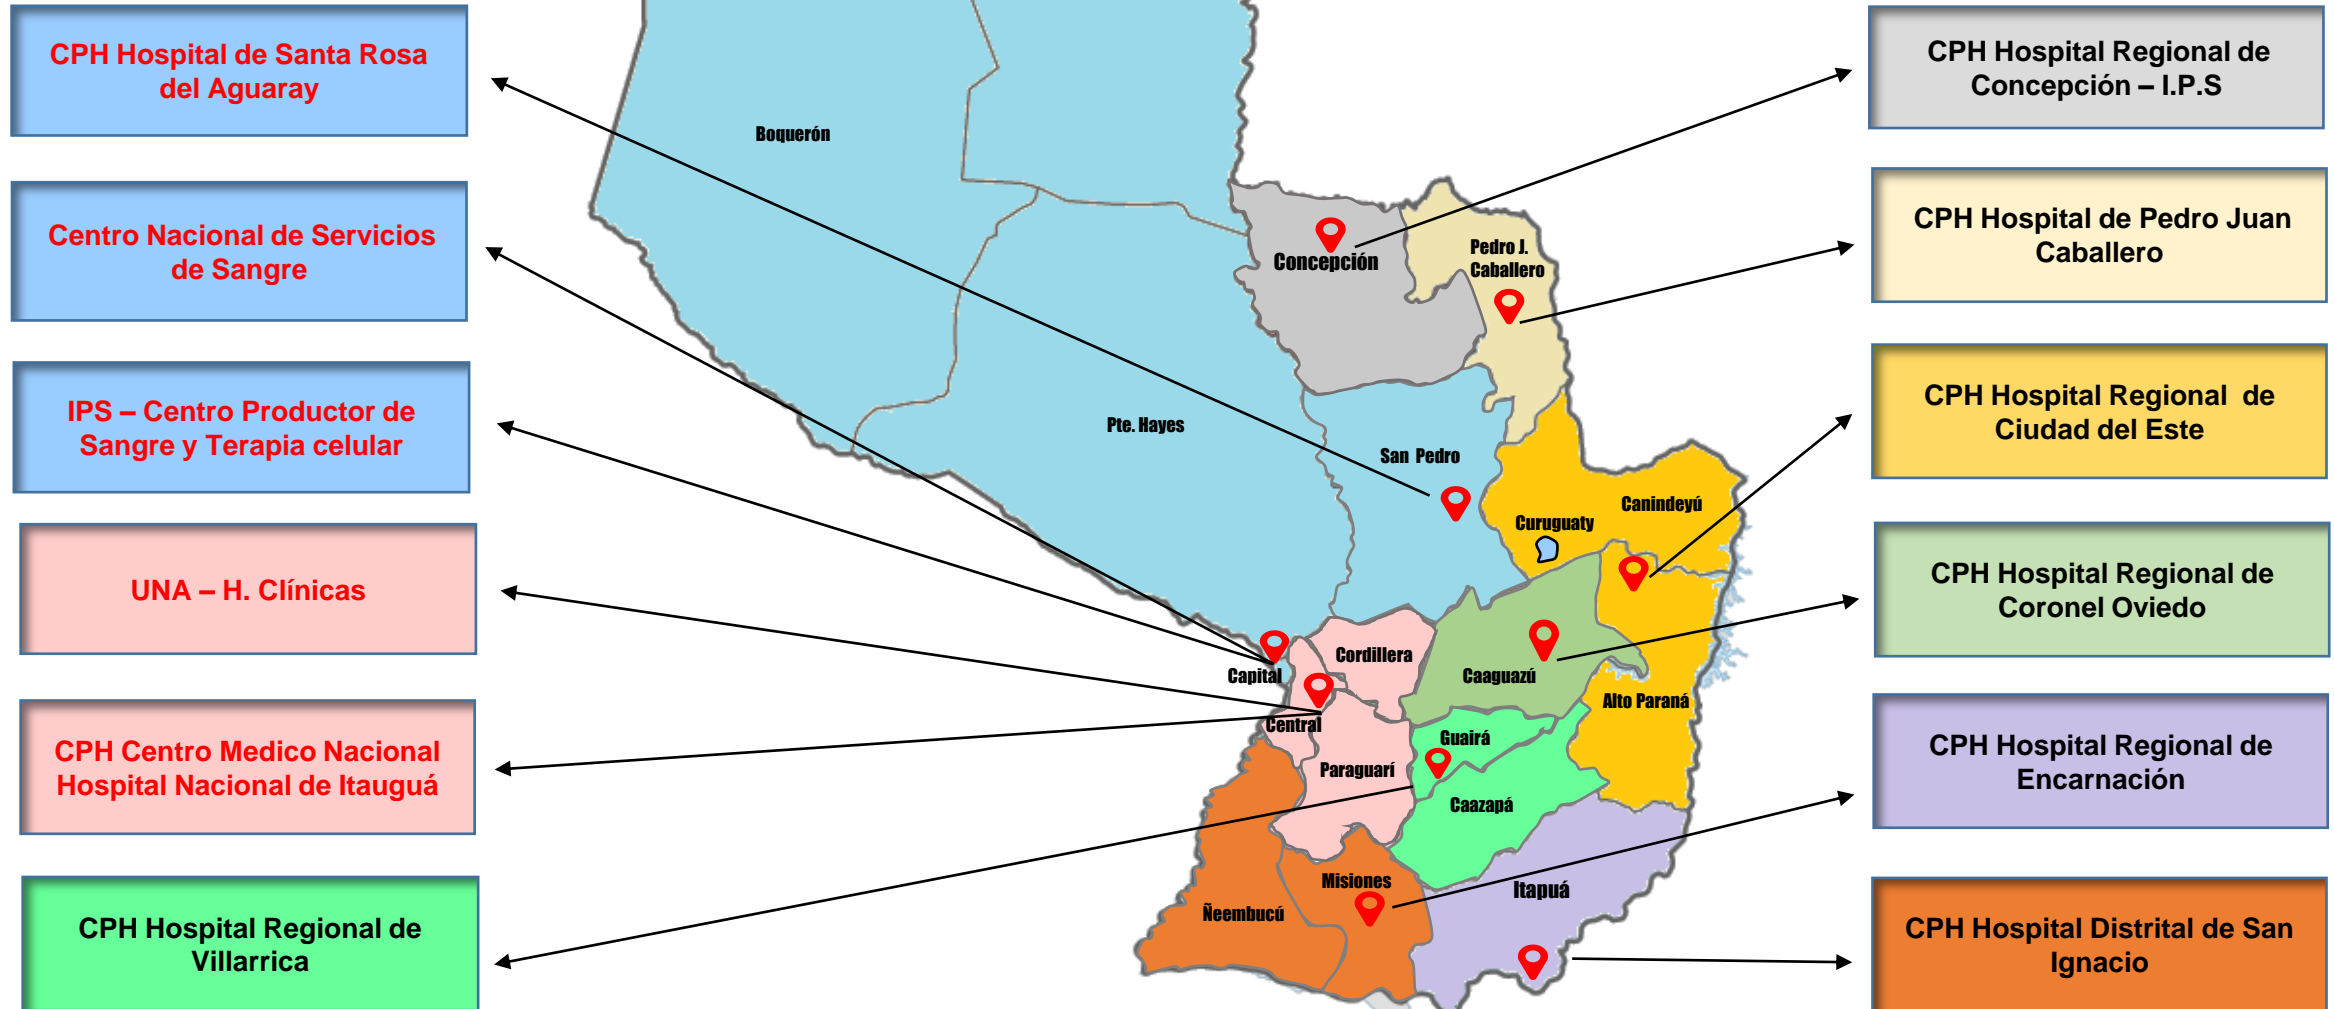 CPH Hospital de Santa Rosa
del Aguaray
Centro Nacional de Servicios
de Sangre
IPS – Centro Productor de
Sangre y Terapia celular
UNA – H. Clínicas
CPH Centro Medico Nacional
Hospital Nacional de Itauguá
CPH Hospital Regional de
Villarrica
Boquerón
Pte. Hayes
Concepción
Pedro J.
Caballero
San Pedro
Canindeyú
Curuguaty
Capital
Cordillera
Caaguazú
Alto Paraná
Central
Guairá
Paraguarí
Caazapá
Misiones
Ñeembucú
Itapuá
CPH Hospital Regional de
Concepción – I.P.S
CPH Hospital de Pedro Juan
Caballero
CPH Hospital Regional  de
Ciudad del Este
CPH Hospital Regional de
Coronel Oviedo
CPH Hospital Regional de
Encarnación
CPH Hospital Distrital de San
Ignacio